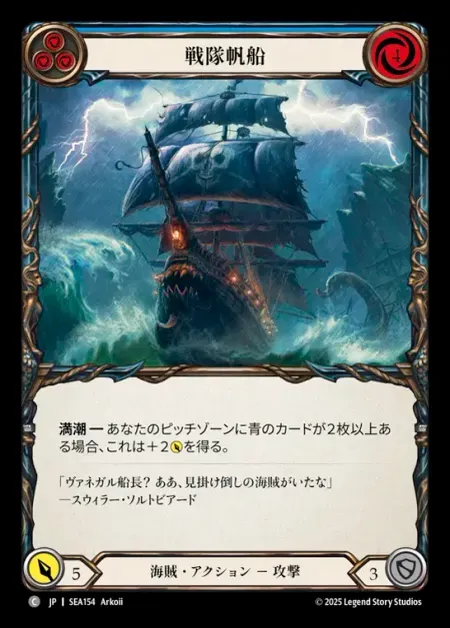 戦隊帆船
4
満潮 ー あなたのピッチゾーンに青のカードが2枚以上あ
る場合、これは+2を得る。
「ヴァネガル船長? ああ、見掛け倒しの海賊がいたな」
―スウィラー・ソルトビアード
5
海賊・アクション – 攻撃
3
C JP | SEA154 Arkoii
© 2025 Legend Story Studios